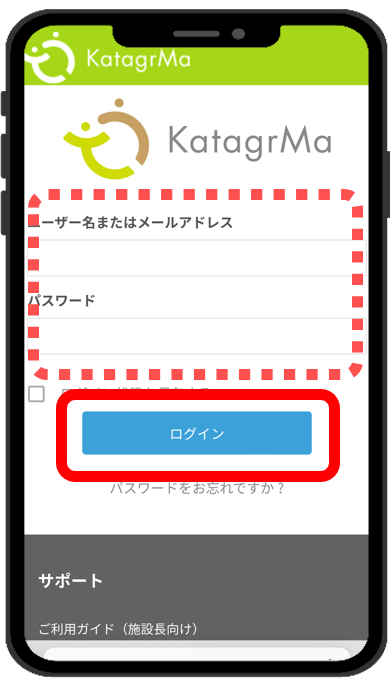 KatagrMa
KatagrMa
ユーザー名またはメールアドレス
パスワード
ログイン
パスワードをお忘れですか？
サポート
ご利用ガイド（施設長向け）